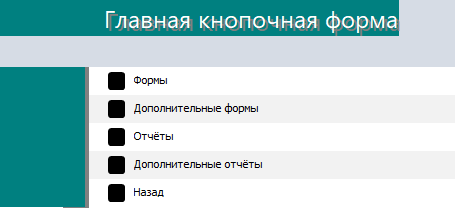 Главная кнопочная форма
Формы
Дополнительные формы
Отчёты
Дополнительные отчёты
Назад